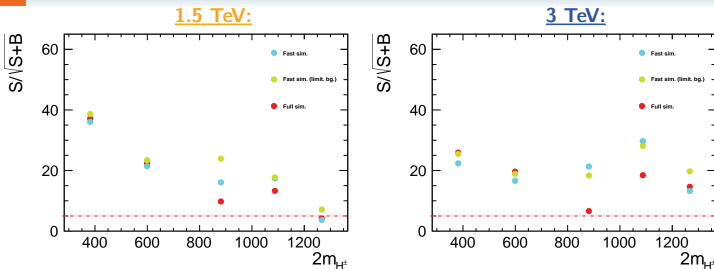 1.5 TeV:
S/√S+B
60
40
20
0
Fast sim.
Fast sim. (limit. bg.)
Full sim.
400 600 800 1000 1200
2mH±
3 TeV:
S/√S+B
60
40
20
0
Fast sim.
Fast sim. (limit. bg.)
Full sim.
400 600 800 1000 1200
2mH±